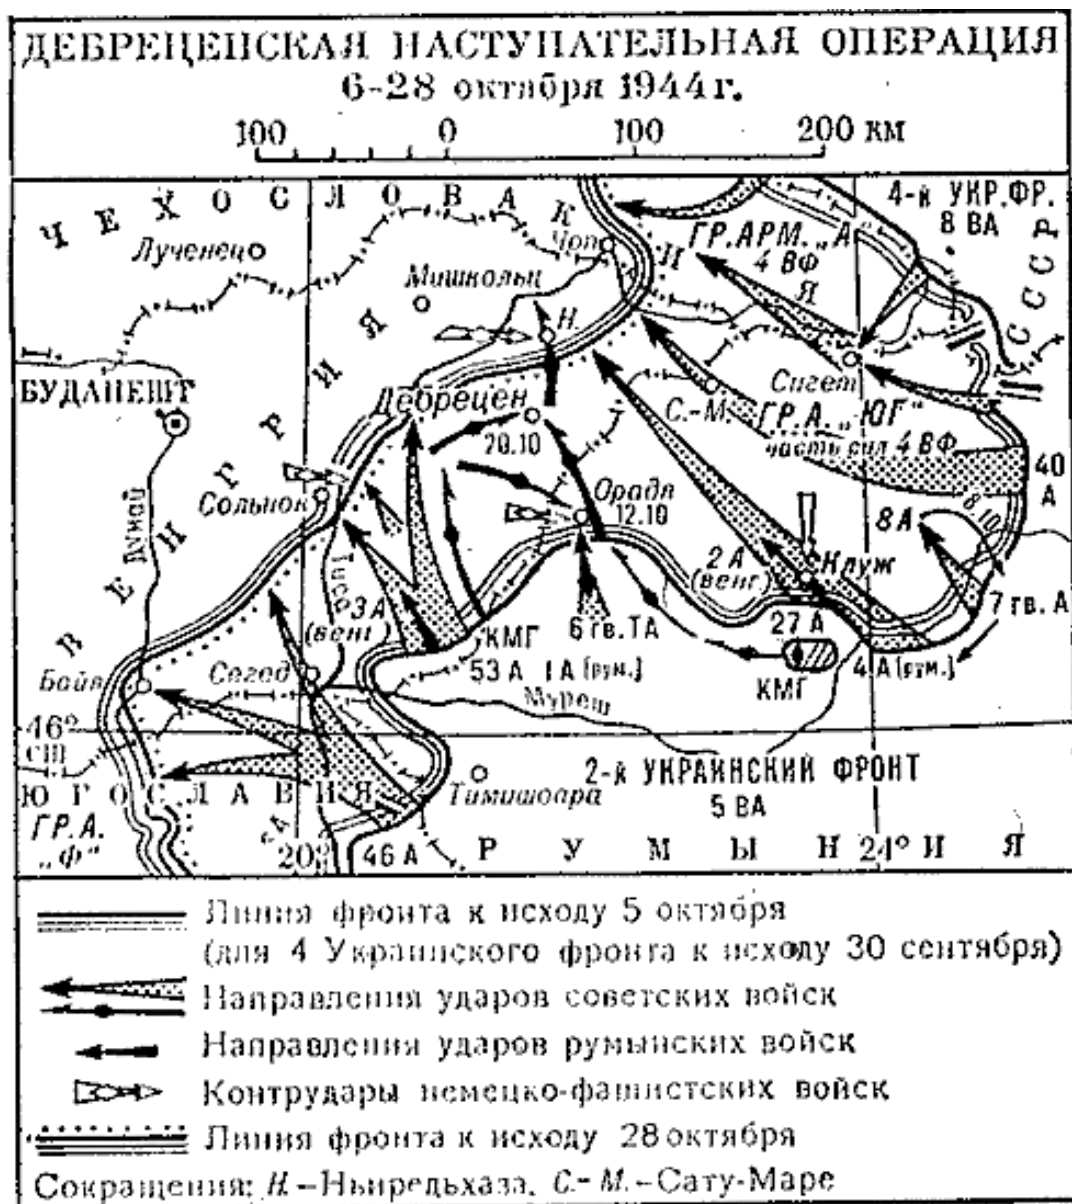 ДЕБРЕЦЕНСКАЯ НАСТУПАТЕЛЬНАЯ ОПЕРАЦИЯ
6-28 октября 1944 г.
100 0 100 200 км
ЧЕХОСЛОВАКИЯ
4-й УКР. ФР.
8 ВА
СССР
Лученец
Чоп
ГР. АРМ. „А"
4 ВФ
Мишкольц
Н.
БУДАПЕШТ
ВЕНГРИЯ
Дебрецен
20.10
С.-М.
Сигет
ГР. А. „ЮГ"
часть сил 4 ВФ
40 А
Сольнок
Орадя
12.10
8 А
8.10
Дунай
Тиса
3 А
(венг.)
2 А
(венг.)
Клуж
7 гв. А
КМГ
6 гв. ТА
27 А
53 А 1 А (рум.)
КМГ
4 А (рум.)
Байя
Сегед
Муреш
46°
СШ
2-й УКРАИНСКИЙ ФРОНТ
5 ВА
Тимишоара
ЮГОСЛАВИЯ
ГР. А.
„Ф"
20°
46 А
РУМЫНИЯ
24°
Линия фронта к исходу 5 октября
(для 4 Украинского фронта к исходу 30 сентября)
Направления ударов советских войск
Направления ударов румынских войск
Контрудары немецко-фашистских войск
Линия фронта к исходу 28 октября
Сокращения: Н.–Ньиредьхаза, С.-М.–Сату-Маре